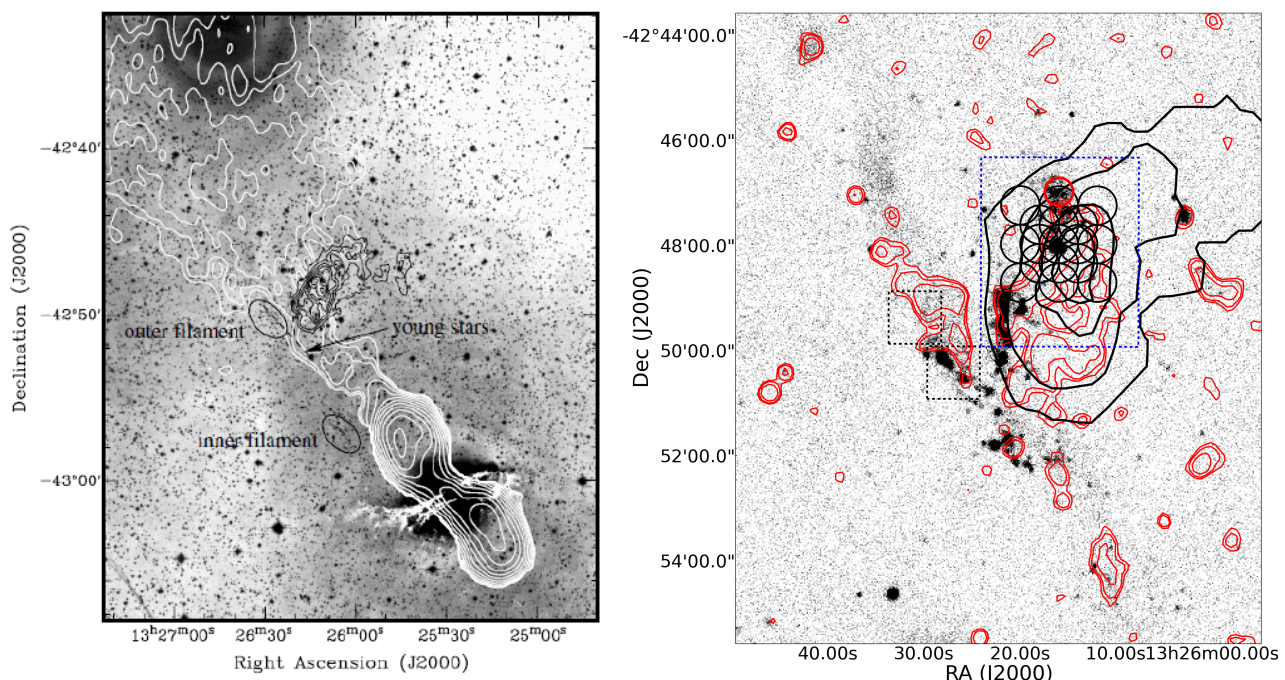 −42°40′
−42°50′
−43°00′
Declination (J2000)
outer filament
young stars
inner filament
13ʰ27ᵐ00ˢ
26ᵐ30ˢ
26ᵐ00ˢ
25ᵐ30ˢ
25ᵐ00ˢ
Right Ascension (J2000)
-42°44'00.0"
46'00.0"
48'00.0"
50'00.0"
52'00.0"
54'00.0"
Dec (J2000)
40.00s
30.00s
20.00s
10.00s
13h26m00.00s
RA (J2000)